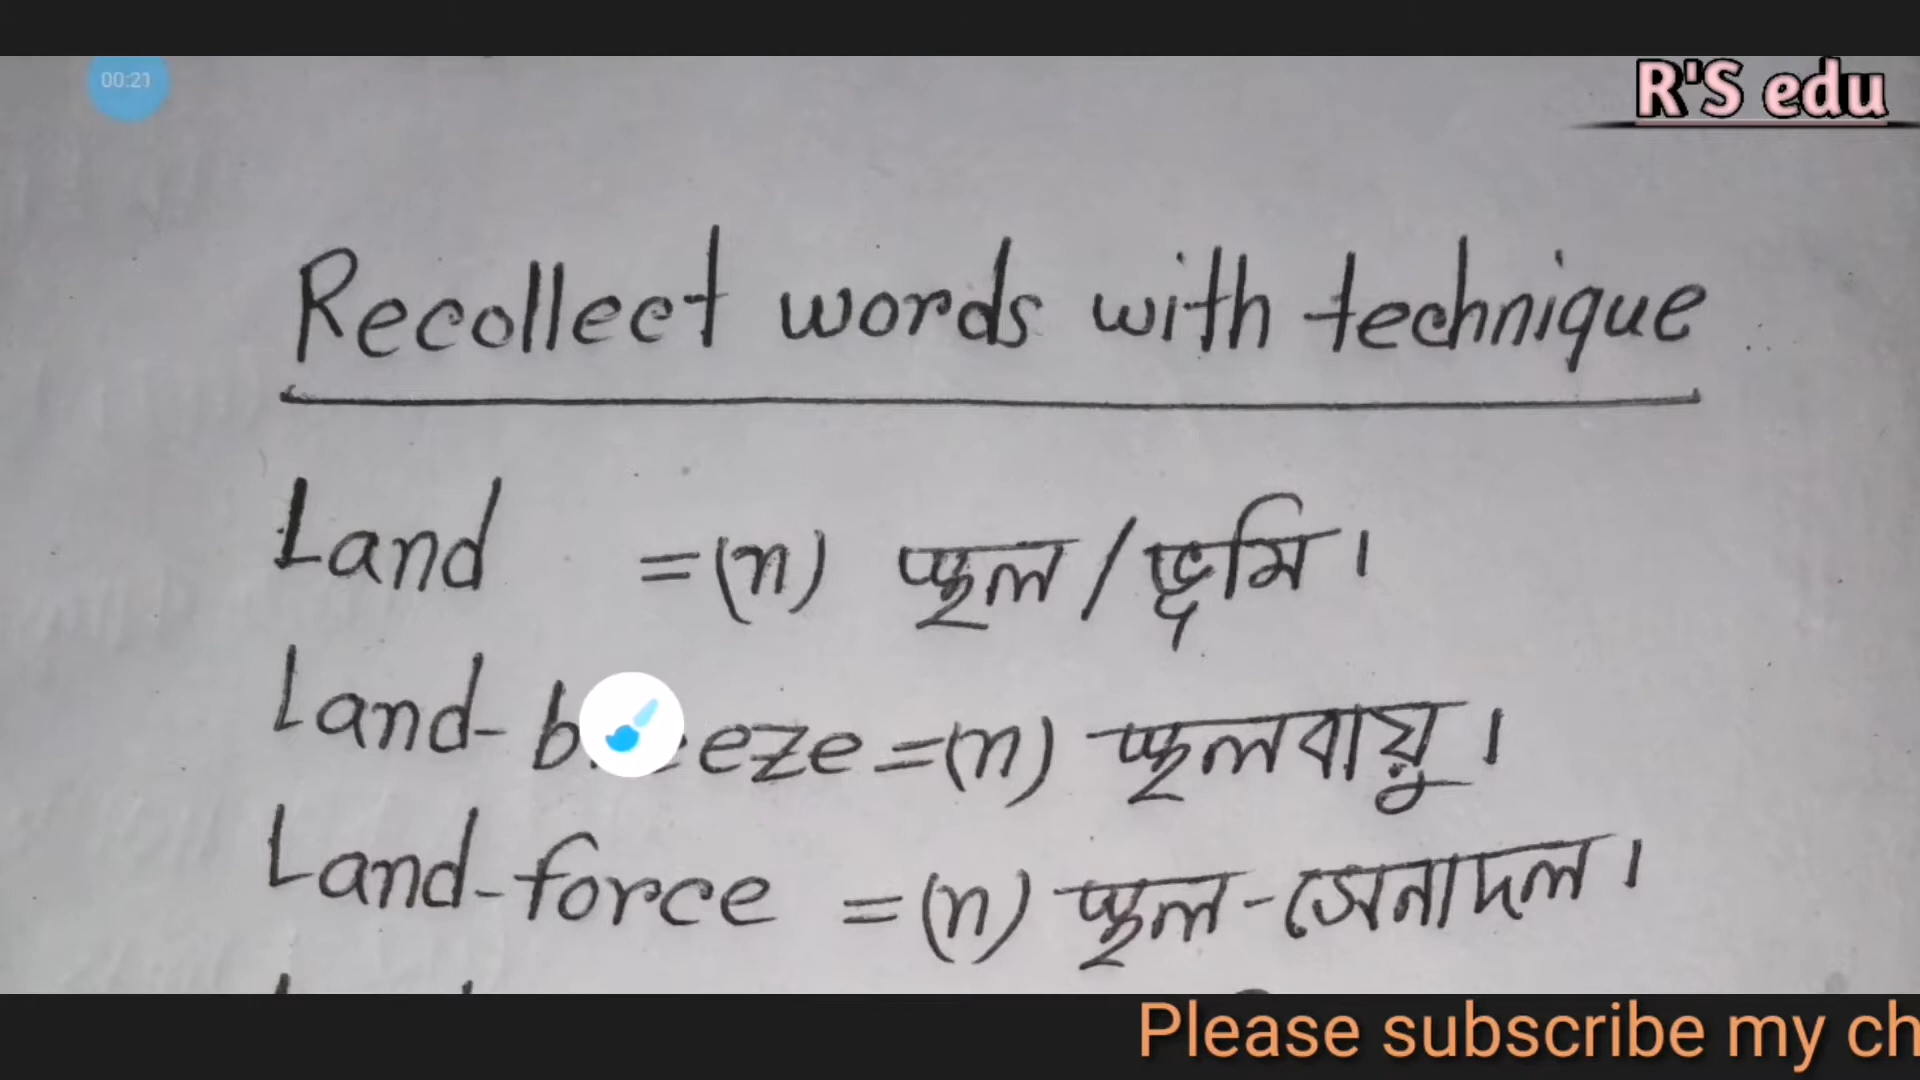 00:21
R'S edu
Recollect words with technique
Land = (n) স্থল / ভূমি ।
Land- eeze = (n) স্থলবায়ু ।
Land-force = (n) স্থল-সেনাদল ।
Please subscribe my ch